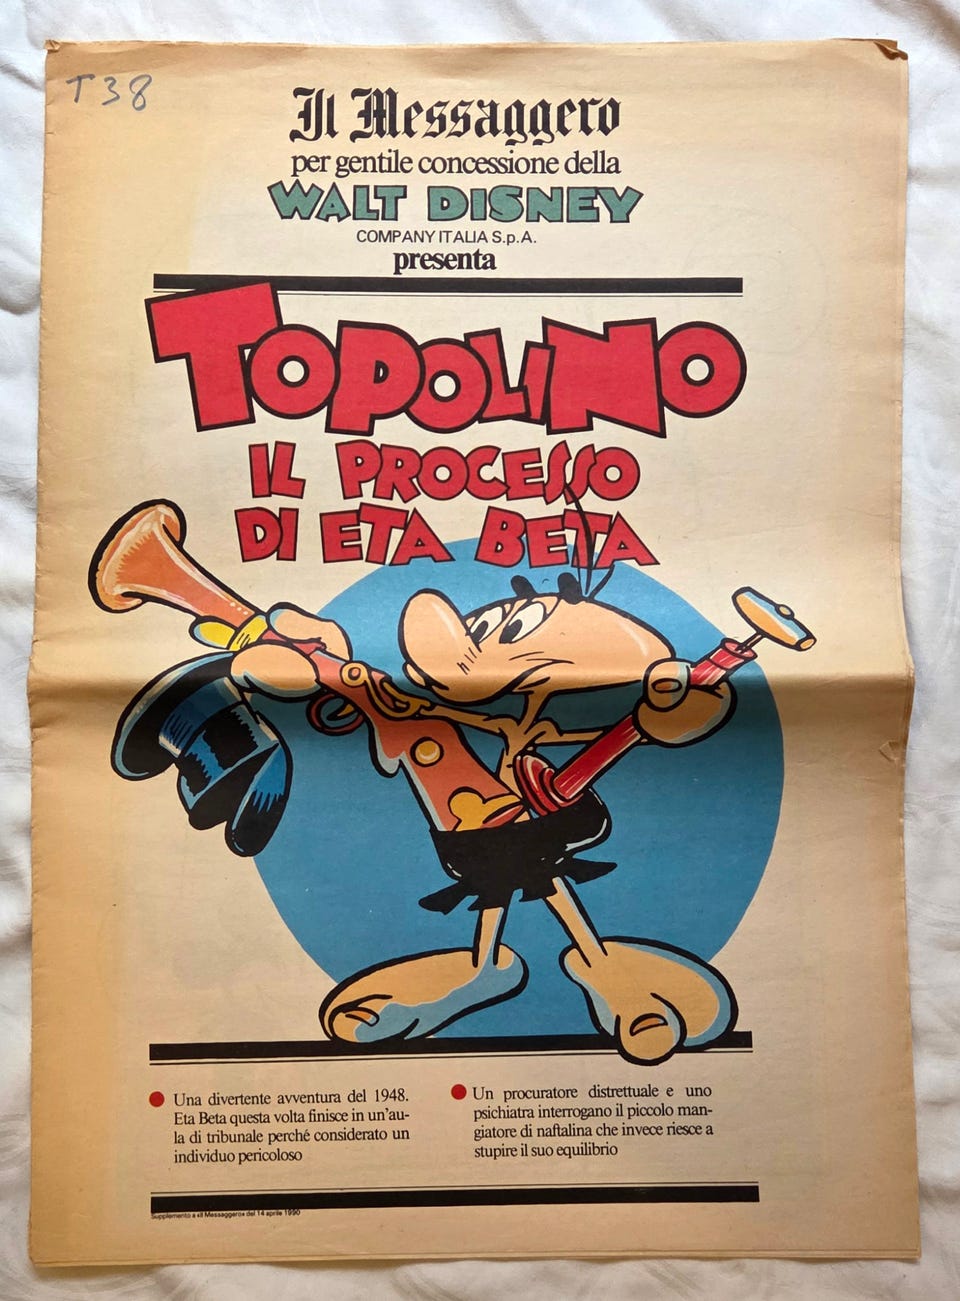 T38
Il Messaggero
per gentile concessione della
WALT DISNEY
COMPANY ITALIA S.p.A.
presenta
TOPOLINO
IL PROCESSO
DI ETA BETA
Una divertente avventura del 1948.
Eta Beta questa volta finisce in un'au-
la di tribunale perché considerato un
individuo pericoloso
Un procuratore distrettuale e uno
psichiatra interrogano il piccolo man-
giatore di naftalina che invece riesce a
stupire il suo equilibrio
Supplemento a «Il Messaggero» del 14 aprile 1990